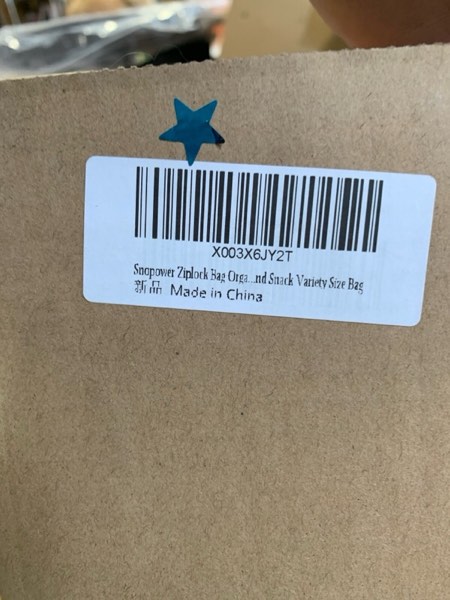 X003X6JY2T
Snopower Ziplock Bag Orga...nd Snack Variety Size Bag
新品 Made in China